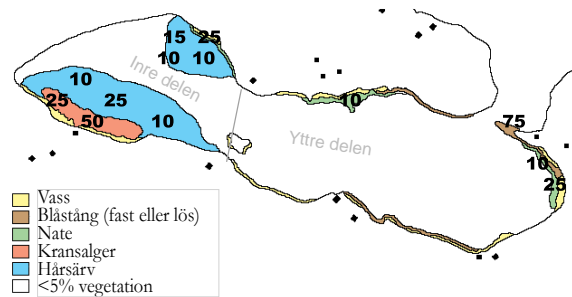 15 25
10 10
Inre delen
10
25 25
50 10
10
Yttre delen
75
10
25
Vass
Blåstång (fast eller lös)
Nate
Kransalger
Hårsärv
<5% vegetation